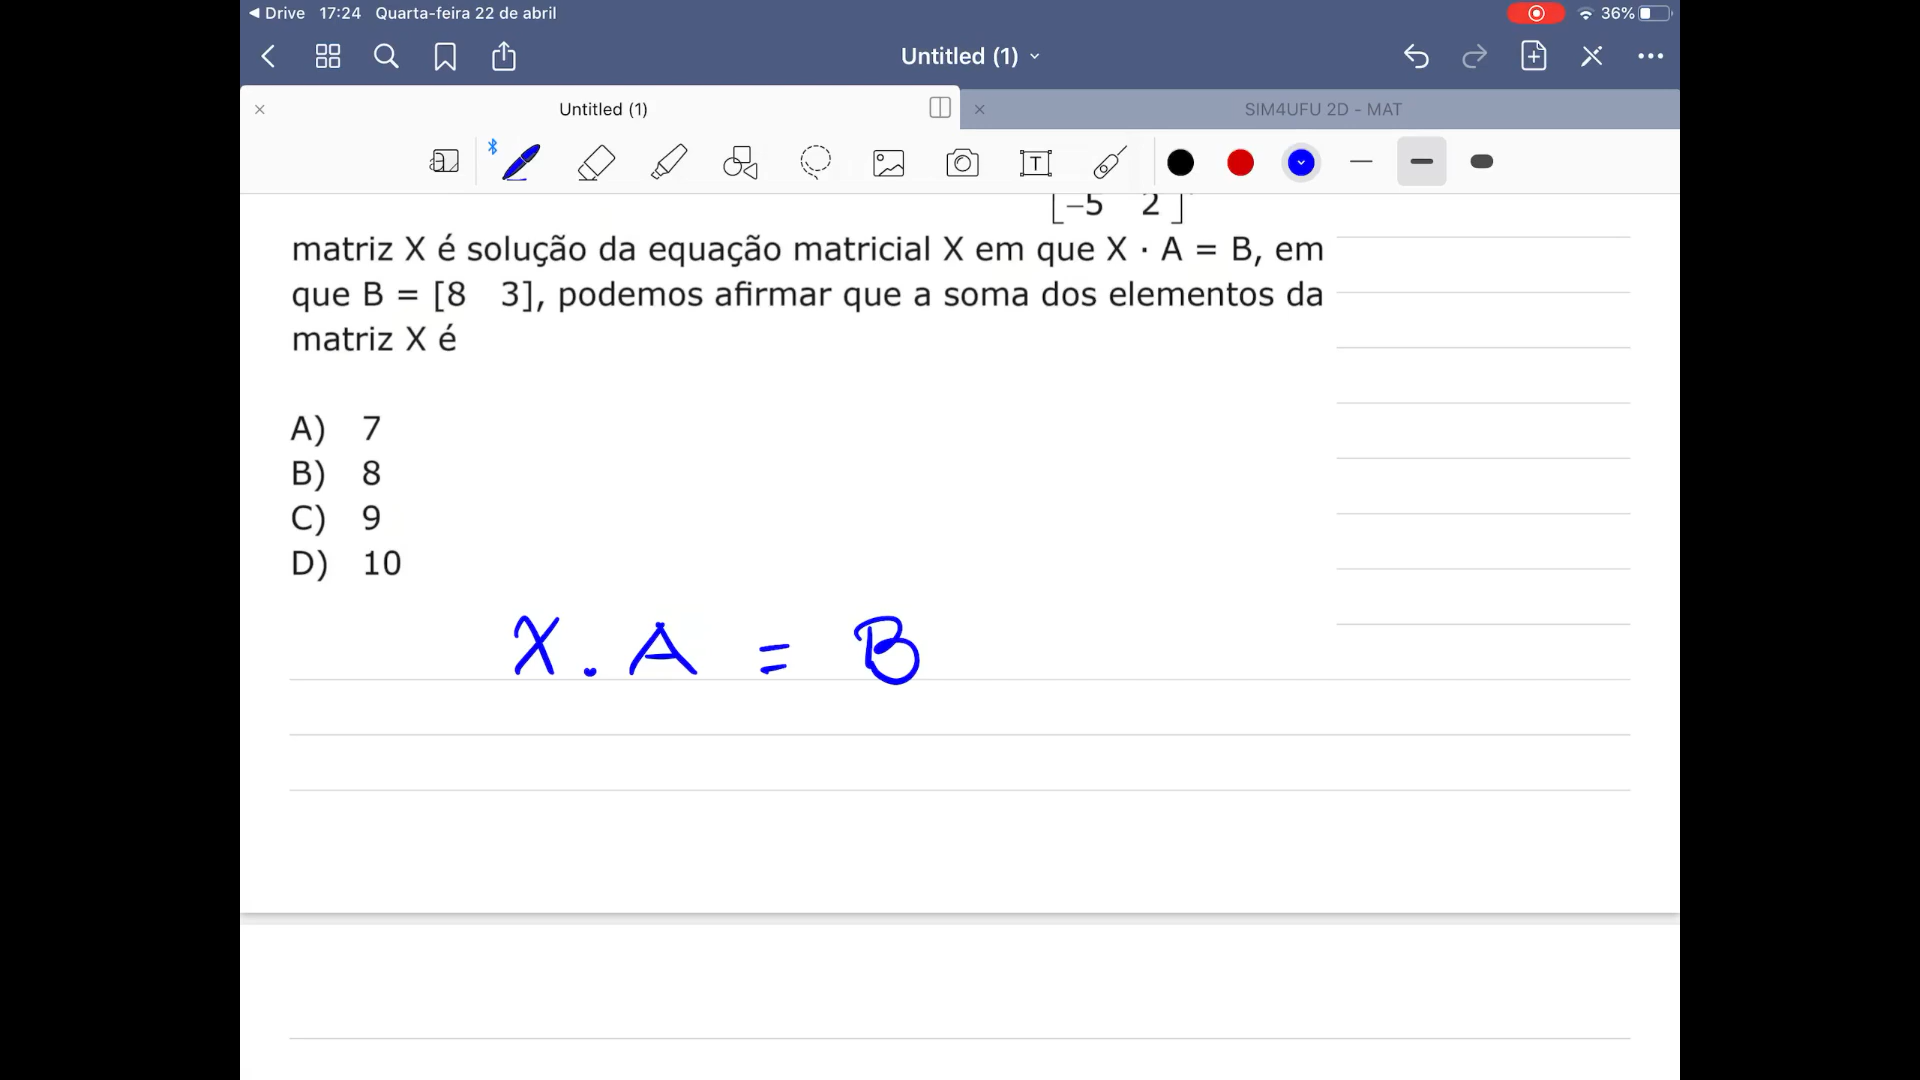 Drive 17:24 Quarta-feira 22 de abril 36%
Untitled (1)
Untitled (1) SIM4UFU 2D - MAT
[−5 2]
matriz X é solução da equação matricial X em que X · A = B, em
que B = [8 3], podemos afirmar que a soma dos elementos da
matriz X é
A) 7
B) 8
C) 9
D) 10
X . A = B